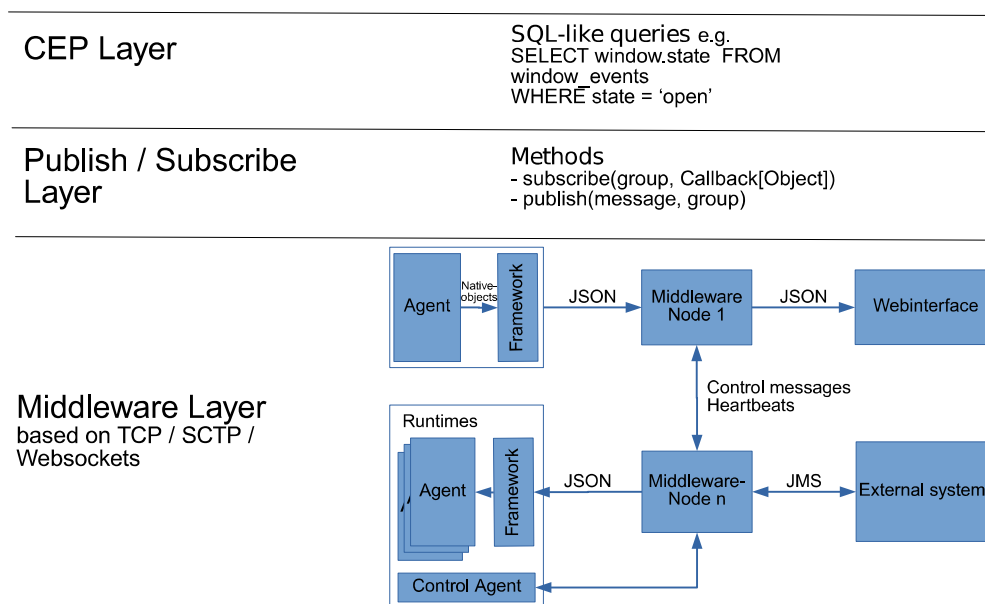 CEP Layer
SQL-like queries e.g.
SELECT window.state FROM
window_events
WHERE state = ‘open’
Publish / Subscribe
Layer
Methods
- subscribe(group, Callback[Object])
- publish(message, group)
Middleware Layer
based on TCP / SCTP /
Websockets
Agent
Native-
objects
Framework
JSON
Middleware
Node 1
JSON
Webinterface
Control messages
Heartbeats
Runtimes
Agent
Framework
JSON
Middleware-
Node n
JMS
External system
Control Agent